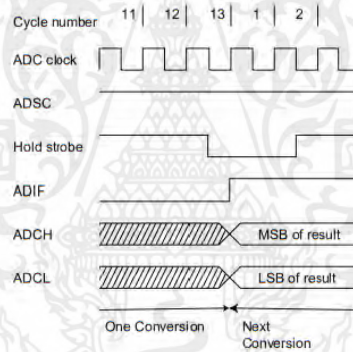 Cycle number 11 12 13 1 2
ADC clock
ADSC
Hold strobe
ADIF
ADCH MSB of result
ADCL LSB of result
One Conversion Next
Conversion